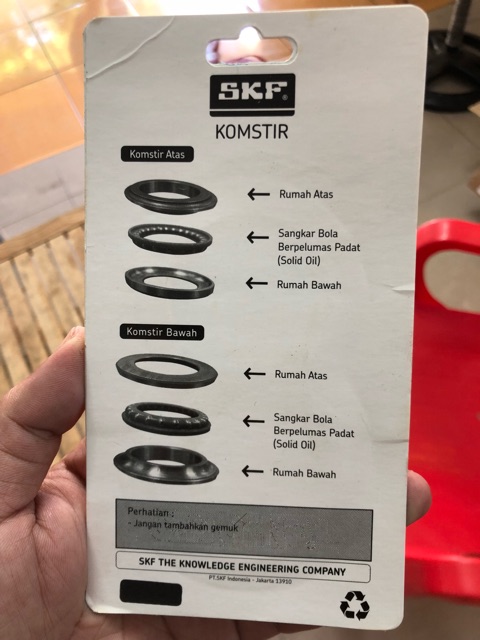 SKF®
KOMSTIR
Komstir Atas
Rumah Atas
Sangkar Bola
Berpelumas Padat
(Solid Oil)
Rumah Bawah
Komstir Bawah
Rumah Atas
Sangkar Bola
Berpelumas Padat
(Solid Oil)
Rumah Bawah
Perhatian :
- Jangan tambahkan gemuk
SKF THE KNOWLEDGE ENGINEERING COMPANY
PT.SKF Indonesia - Jakarta 13910